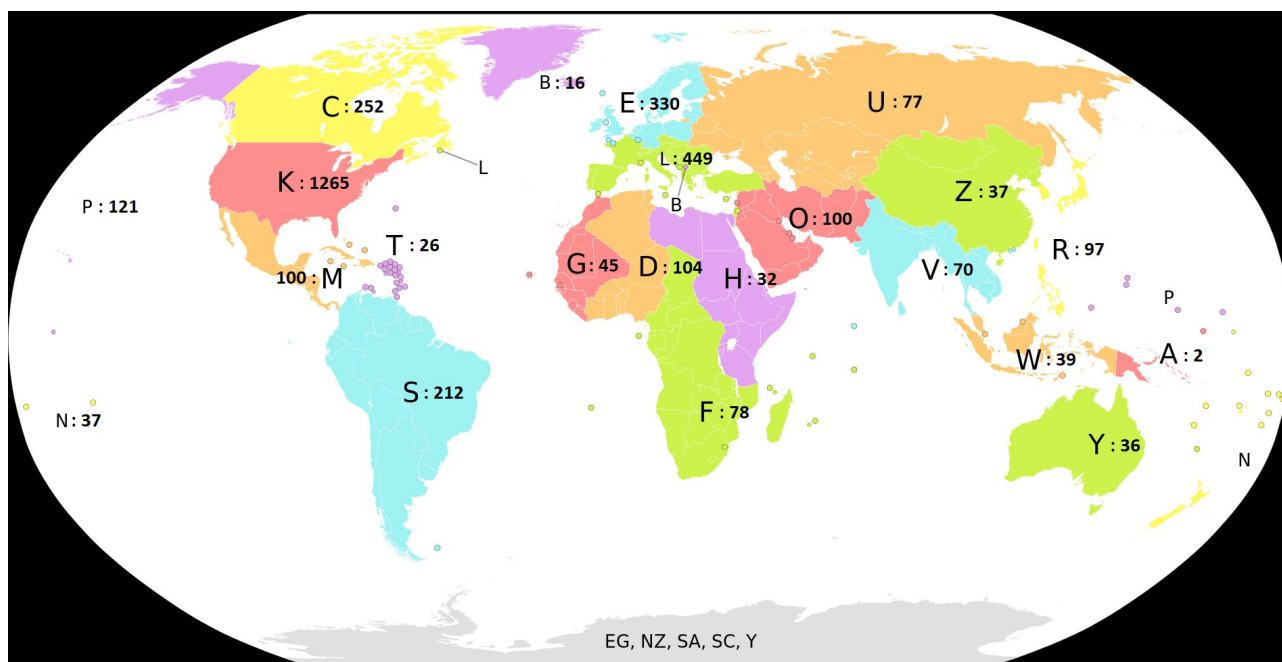 B : 16
E : 330
U : 77
C : 252
L : 449
L
K : 1265
Z : 37
P : 121
B
O : 100
R : 97
T : 26
G : 45
D : 104
H : 32
V : 70
100 : M
P
W : 39
A : 2
S : 212
F : 78
N : 37
Y : 36
N
EG, NZ, SA, SC, Y